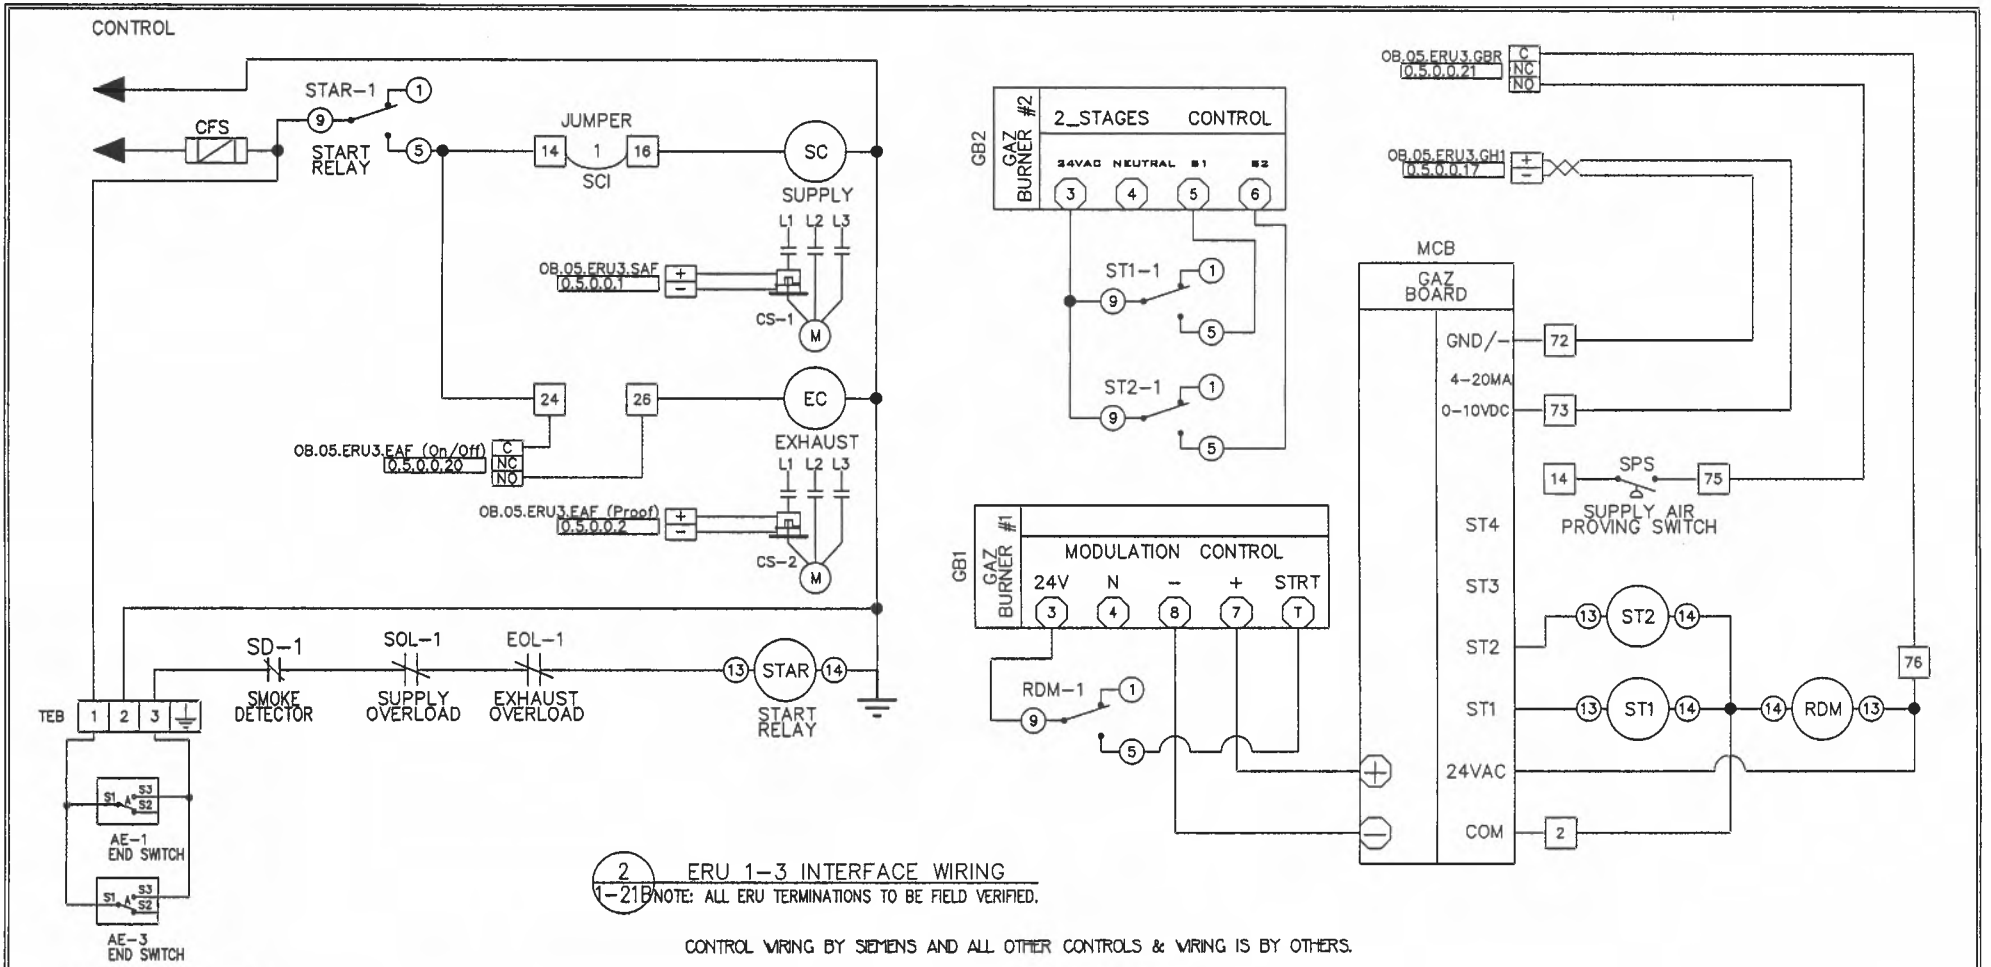 CONTROL
STAR-1
1
9
CFS
START
RELAY
5
JUMPER
14
1
16
SCI
SC
SUPPLY
L1 L2 L3
OB.05.ERU3.SAF
0.5.0.0.1
+
-
CS-1
M
24
26
EC
EXHAUST
OB.05.ERU3.EAF (On/Off)
0.5.0.0.20
C
NC
NO
L1 L2 L3
OB.05.ERU3.EAF (Proof)
0.5.0.0.2
+
-
CS-2
M
SD-1
SMOKE
DETECTOR
SOL-1
SUPPLY
OVERLOAD
EOL-1
EXHAUST
OVERLOAD
13 STAR 14
START
RELAY
TEB 1 2 3
S1 A S3
S2
AE-1
END SWITCH
S1 A S3
S2
AE-3
END SWITCH
GB2
GAZ
BURNER #2
2_STAGES CONTROL
24VAC NEUTRAL S1 S2
3 4 5 6
ST1-1
1
9
5
ST2-1
1
9
5
GB1
GAZ
BURNER #1
MODULATION CONTROL
24V N - + STRT
3 4 8 7 T
RDM-1
1
9
5
OB.05.ERU3.GBR
0.5.0.0.21
C
NC
NO
OB.05.ERU3.GH1
0.5.0.0.17
+
-
MCB
GAZ
BOARD
GND/- 72
4-20MA
0-10VDC 73
14
SPS
75
SUPPLY AIR
PROVING SWITCH
ST4
ST3
ST2
13 ST2 14
76
ST1
13 ST1 14
14 RDM 13
+
24VAC
-
COM
2
2
1-21B
ERU 1-3 INTERFACE WIRING
NOTE: ALL ERU TERMINATIONS TO BE FIELD VERIFIED.
CONTROL WIRING BY SIEMENS AND ALL OTHER CONTROLS & WIRING IS BY OTHERS.